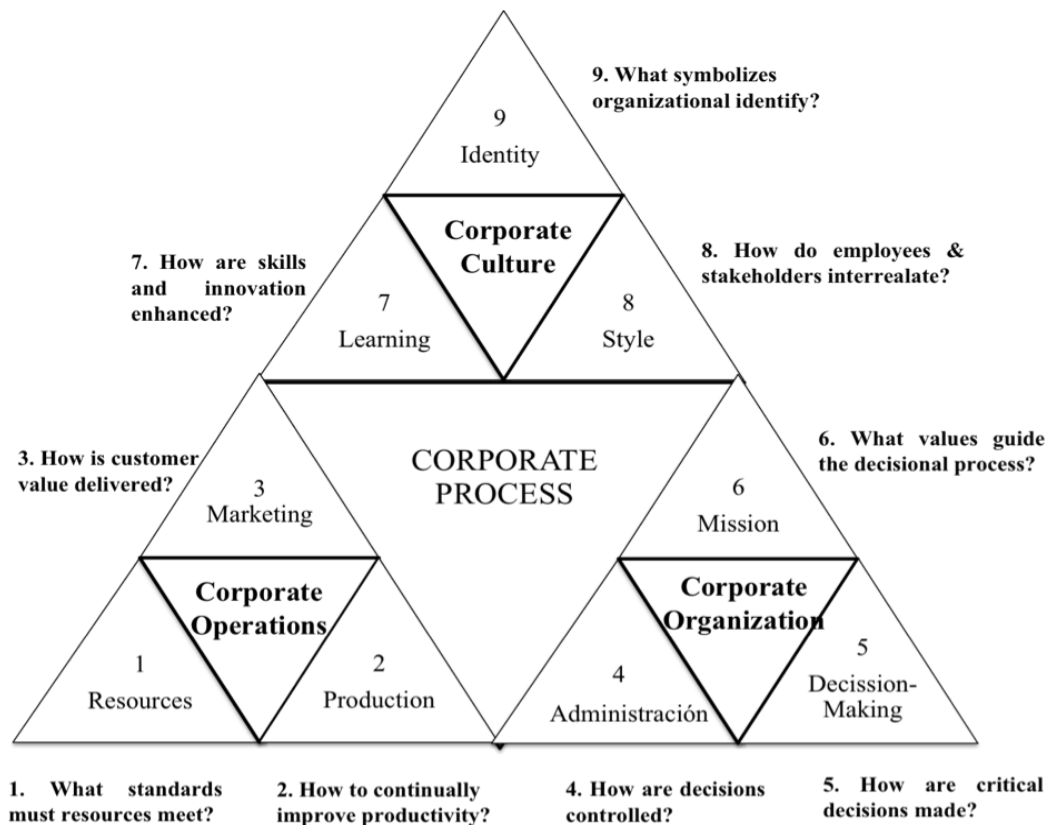 9. What symbolizes
organizational identify?
9
Identity
Corporate
Culture
7. How are skills
and innovation
enhanced?
8. How do employees &
stakeholders interrealate?
7
Learning
8
Style
3. How is customer
value delivered?
CORPORATE
PROCESS
6. What values guide
the decisional process?
3
Marketing
6
Mission
Corporate
Operations
Corporate
Organization
1
Resources
2
Production
4
Administración
5
Decission-
Making
1. What standards
must resources meet?
2. How to continually
improve productivity?
4. How are decisions
controlled?
5. How are critical
decisions made?